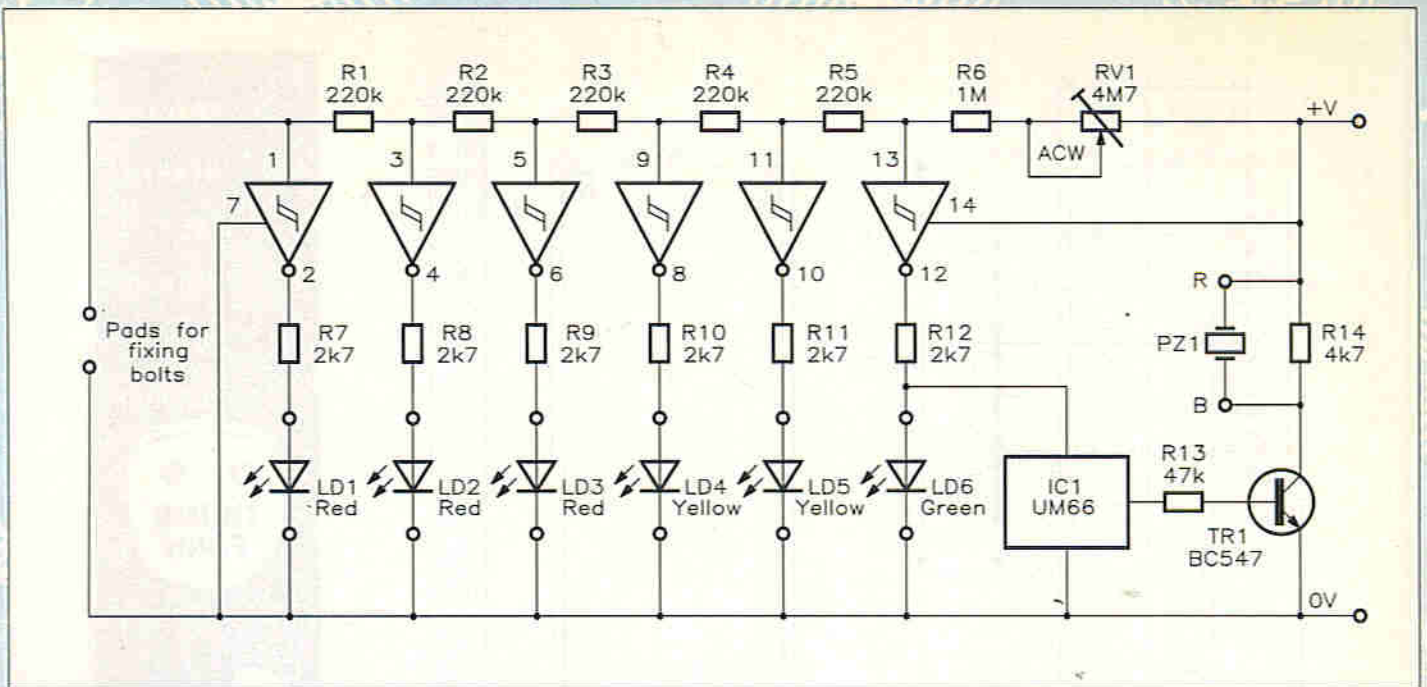 R1
220k
R2
220k
R3
220k
R4
220k
R5
220k
R6
1M
RV1
4M7
+V
ACW
1
3
5
9
11
13
7
14
2
4
6
8
10
12
Pads for
fixing
bolts
R7
2k7
R8
2k7
R9
2k7
R10
2k7
R11
2k7
R12
2k7
R
PZ1
B
R14
4k7
LD1
Red
LD2
Red
LD3
Red
LD4
Yellow
LD5
Yellow
LD6
Green
IC1
UM66
R13
47k
TR1
BC547
0V